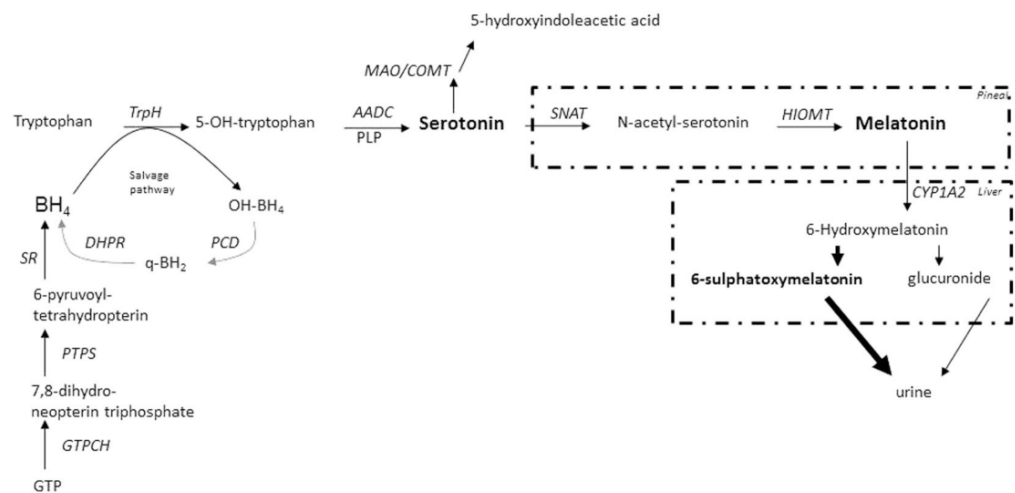 5-hydroxyindoleacetic acid
MAO/COMT
Pineal
Tryptophan
TrpH
5-OH-tryptophan
AADC
PLP
Serotonin
SNAT
N-acetyl-serotonin
HIOMT
Melatonin
Salvage
pathway
BH4
OH-BH4
CYP1A2
Liver
DHPR
PCD
q-BH2
SR
6-Hydroxymelatonin
6-sulphatoxymelatonin
glucuronide
6-pyruvoyl-
tetrahydropterin
PTPS
7,8-dihydro-
neopterin triphosphate
urine
GTPCH
GTP